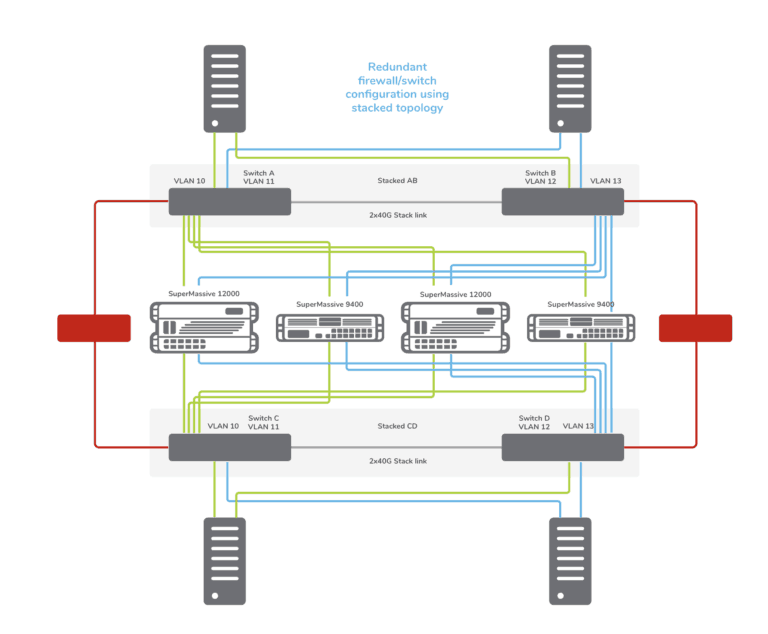 Redundant
firewall/switch
configuration using
stacked topology
VLAN 10
Switch A
VLAN 11
Stacked AB
Switch B
VLAN 12
VLAN 13
2x40G Stack link
SuperMassive 12000
SuperMassive 9400
SuperMassive 12000
SuperMassive 9400
VLAN 10
Switch C
VLAN 11
Stacked CD
Switch D
VLAN 12
VLAN 13
2x40G Stack link